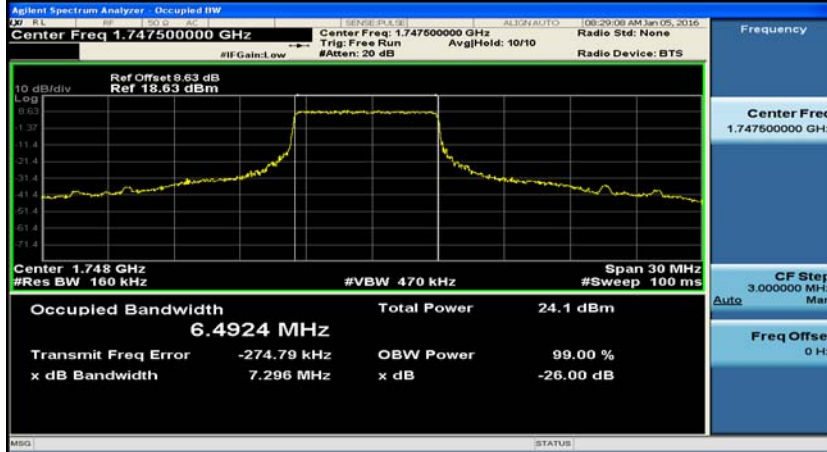 Agilent Spectrum Analyzer - Occupied BW
RL RF 50 Ω AC SENSE:PULSE ALIGN AUTO 08:29:08 AM Jan 05, 2016
Center Freq 1.747500000 GHz
Center Freq: 1.747500000 GHz
Radio Std: None
Trig: Free Run Avg|Hold: 10/10
#IFGain:Low #Atten: 20 dB Radio Device: BTS
Frequency
Ref Offset 8.63 dB
10 dB/div Ref 18.63 dBm
Log
8.63
-1.37
-11.4
-21.4
-31.4
-41.4
-51.4
-61.4
-71.4
Center Freq
1.747500000 GHz
Center 1.748 GHz Span 30 MHz
#Res BW 160 kHz #VBW 470 kHz #Sweep 100 ms
CF Step
3.000000 MHz
Auto Man
Occupied Bandwidth Total Power 24.1 dBm
6.4924 MHz
Transmit Freq Error -274.79 kHz OBW Power 99.00 %
x dB Bandwidth 7.296 MHz x dB -26.00 dB
Freq Offse
0 H
MSG STATUS